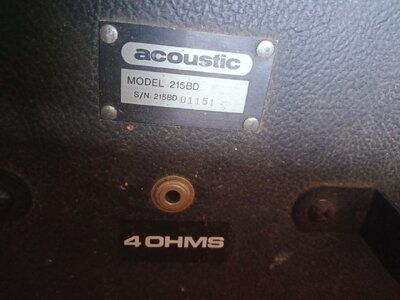 acoustic
MODEL 215BD
S/N 215BD 01151
4 OHMS